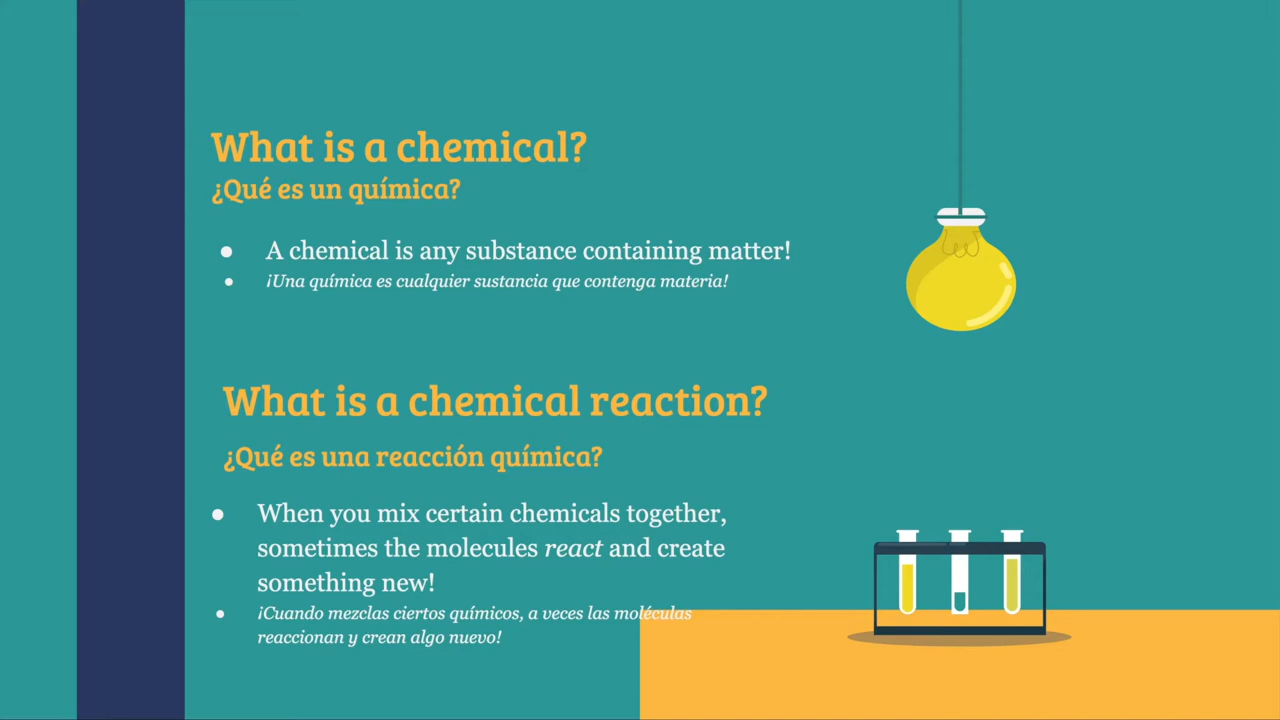 What is a chemical?
¿Qué es un química?
● A chemical is any substance containing matter!
● ¡Una química es cualquier sustancia que contenga materia!
What is a chemical reaction?
¿Qué es una reacción química?
● When you mix certain chemicals together,
sometimes the molecules react and create
something new!
● ¡Cuando mezclas ciertos químicos, a veces las moléculas
reaccionan y crean algo nuevo!